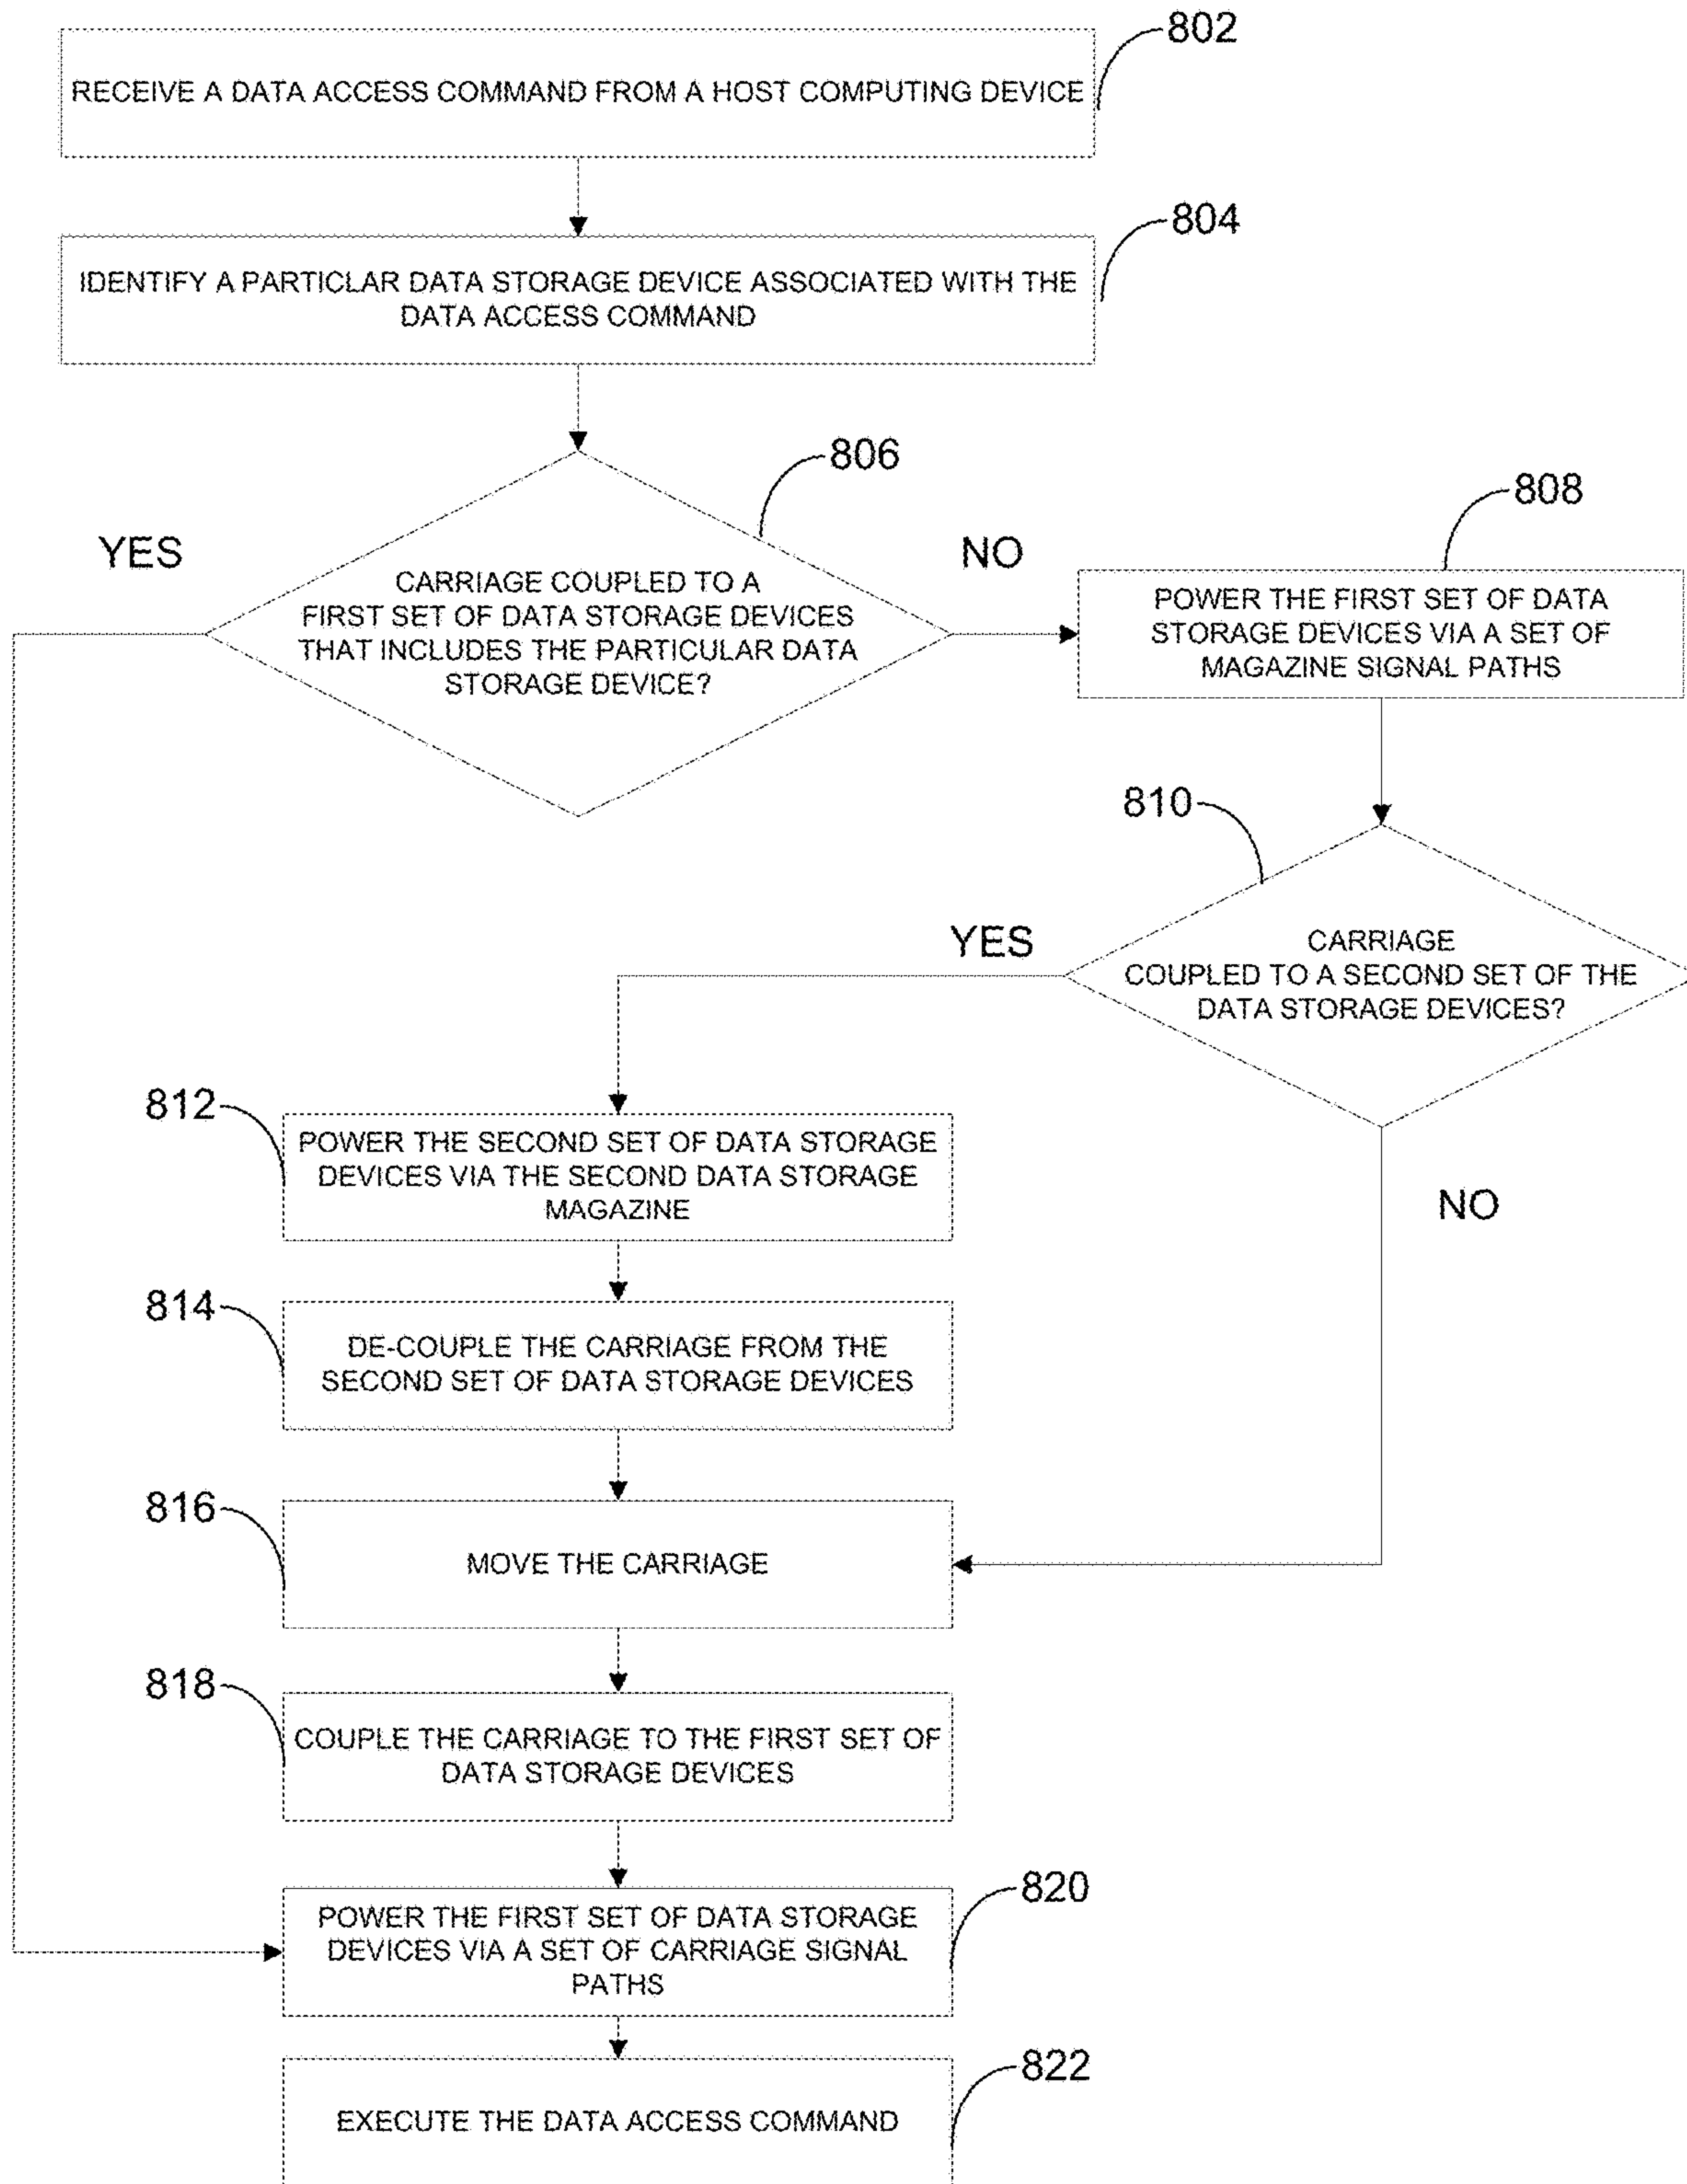 802
RECEIVE A DATA ACCESS COMMAND FROM A HOST COMPUTING DEVICE
804
IDENTIFY A PARTICLAR DATA STORAGE DEVICE ASSOCIATED WITH THE
DATA ACCESS COMMAND
806
YES
NO
CARRIAGE COUPLED TO A
FIRST SET OF DATA STORAGE DEVICES
THAT INCLUDES THE PARTICULAR DATA
STORAGE DEVICE?
808
POWER THE FIRST SET OF DATA
STORAGE DEVICES VIA A SET OF
MAGAZINE SIGNAL PATHS
810
YES
CARRIAGE
COUPLED TO A SECOND SET OF THE
DATA STORAGE DEVICES?
NO
812
POWER THE SECOND SET OF DATA STORAGE
DEVICES VIA THE SECOND DATA STORAGE
MAGAZINE
814
DE-COUPLE THE CARRIAGE FROM THE
SECOND SET OF DATA STORAGE DEVICES
816
MOVE THE CARRIAGE
818
COUPLE THE CARRIAGE TO THE FIRST SET OF
DATA STORAGE DEVICES
820
POWER THE FIRST SET OF DATA STORAGE
DEVICES VIA A SET OF CARRIAGE SIGNAL
PATHS
822
EXECUTE THE DATA ACCESS COMMAND